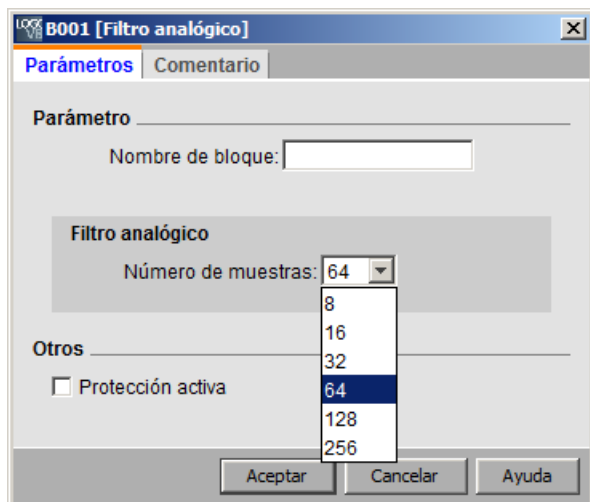 B001 [Filtro analógico]
Parámetros Comentario
Parámetro
Nombre de bloque:
Filtro analógico
Número de muestras: 64
8
16
32
64
128
256
Otros
Protección activa
Aceptar Cancelar Ayuda